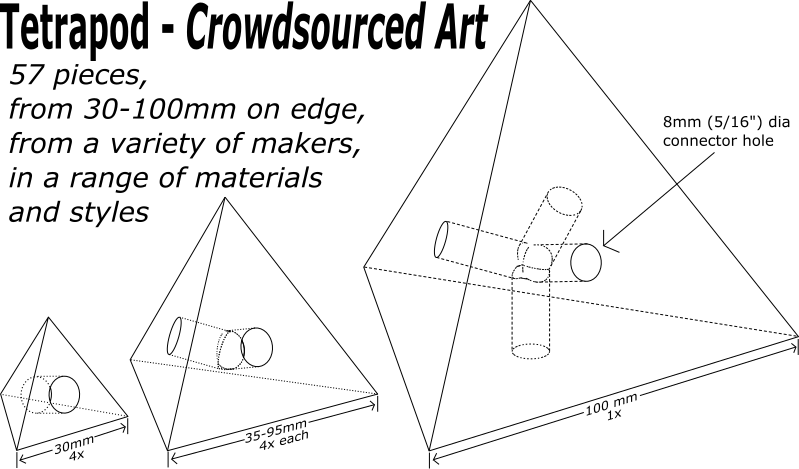 Tetrapod - Crowdsourced Art
57 pieces,
from 30-100mm on edge,
from a variety of makers,
in a range of materials
and styles
8mm (5/16") dia
connector hole
30mm
4x
35-95mm
4x each
100 mm
1x